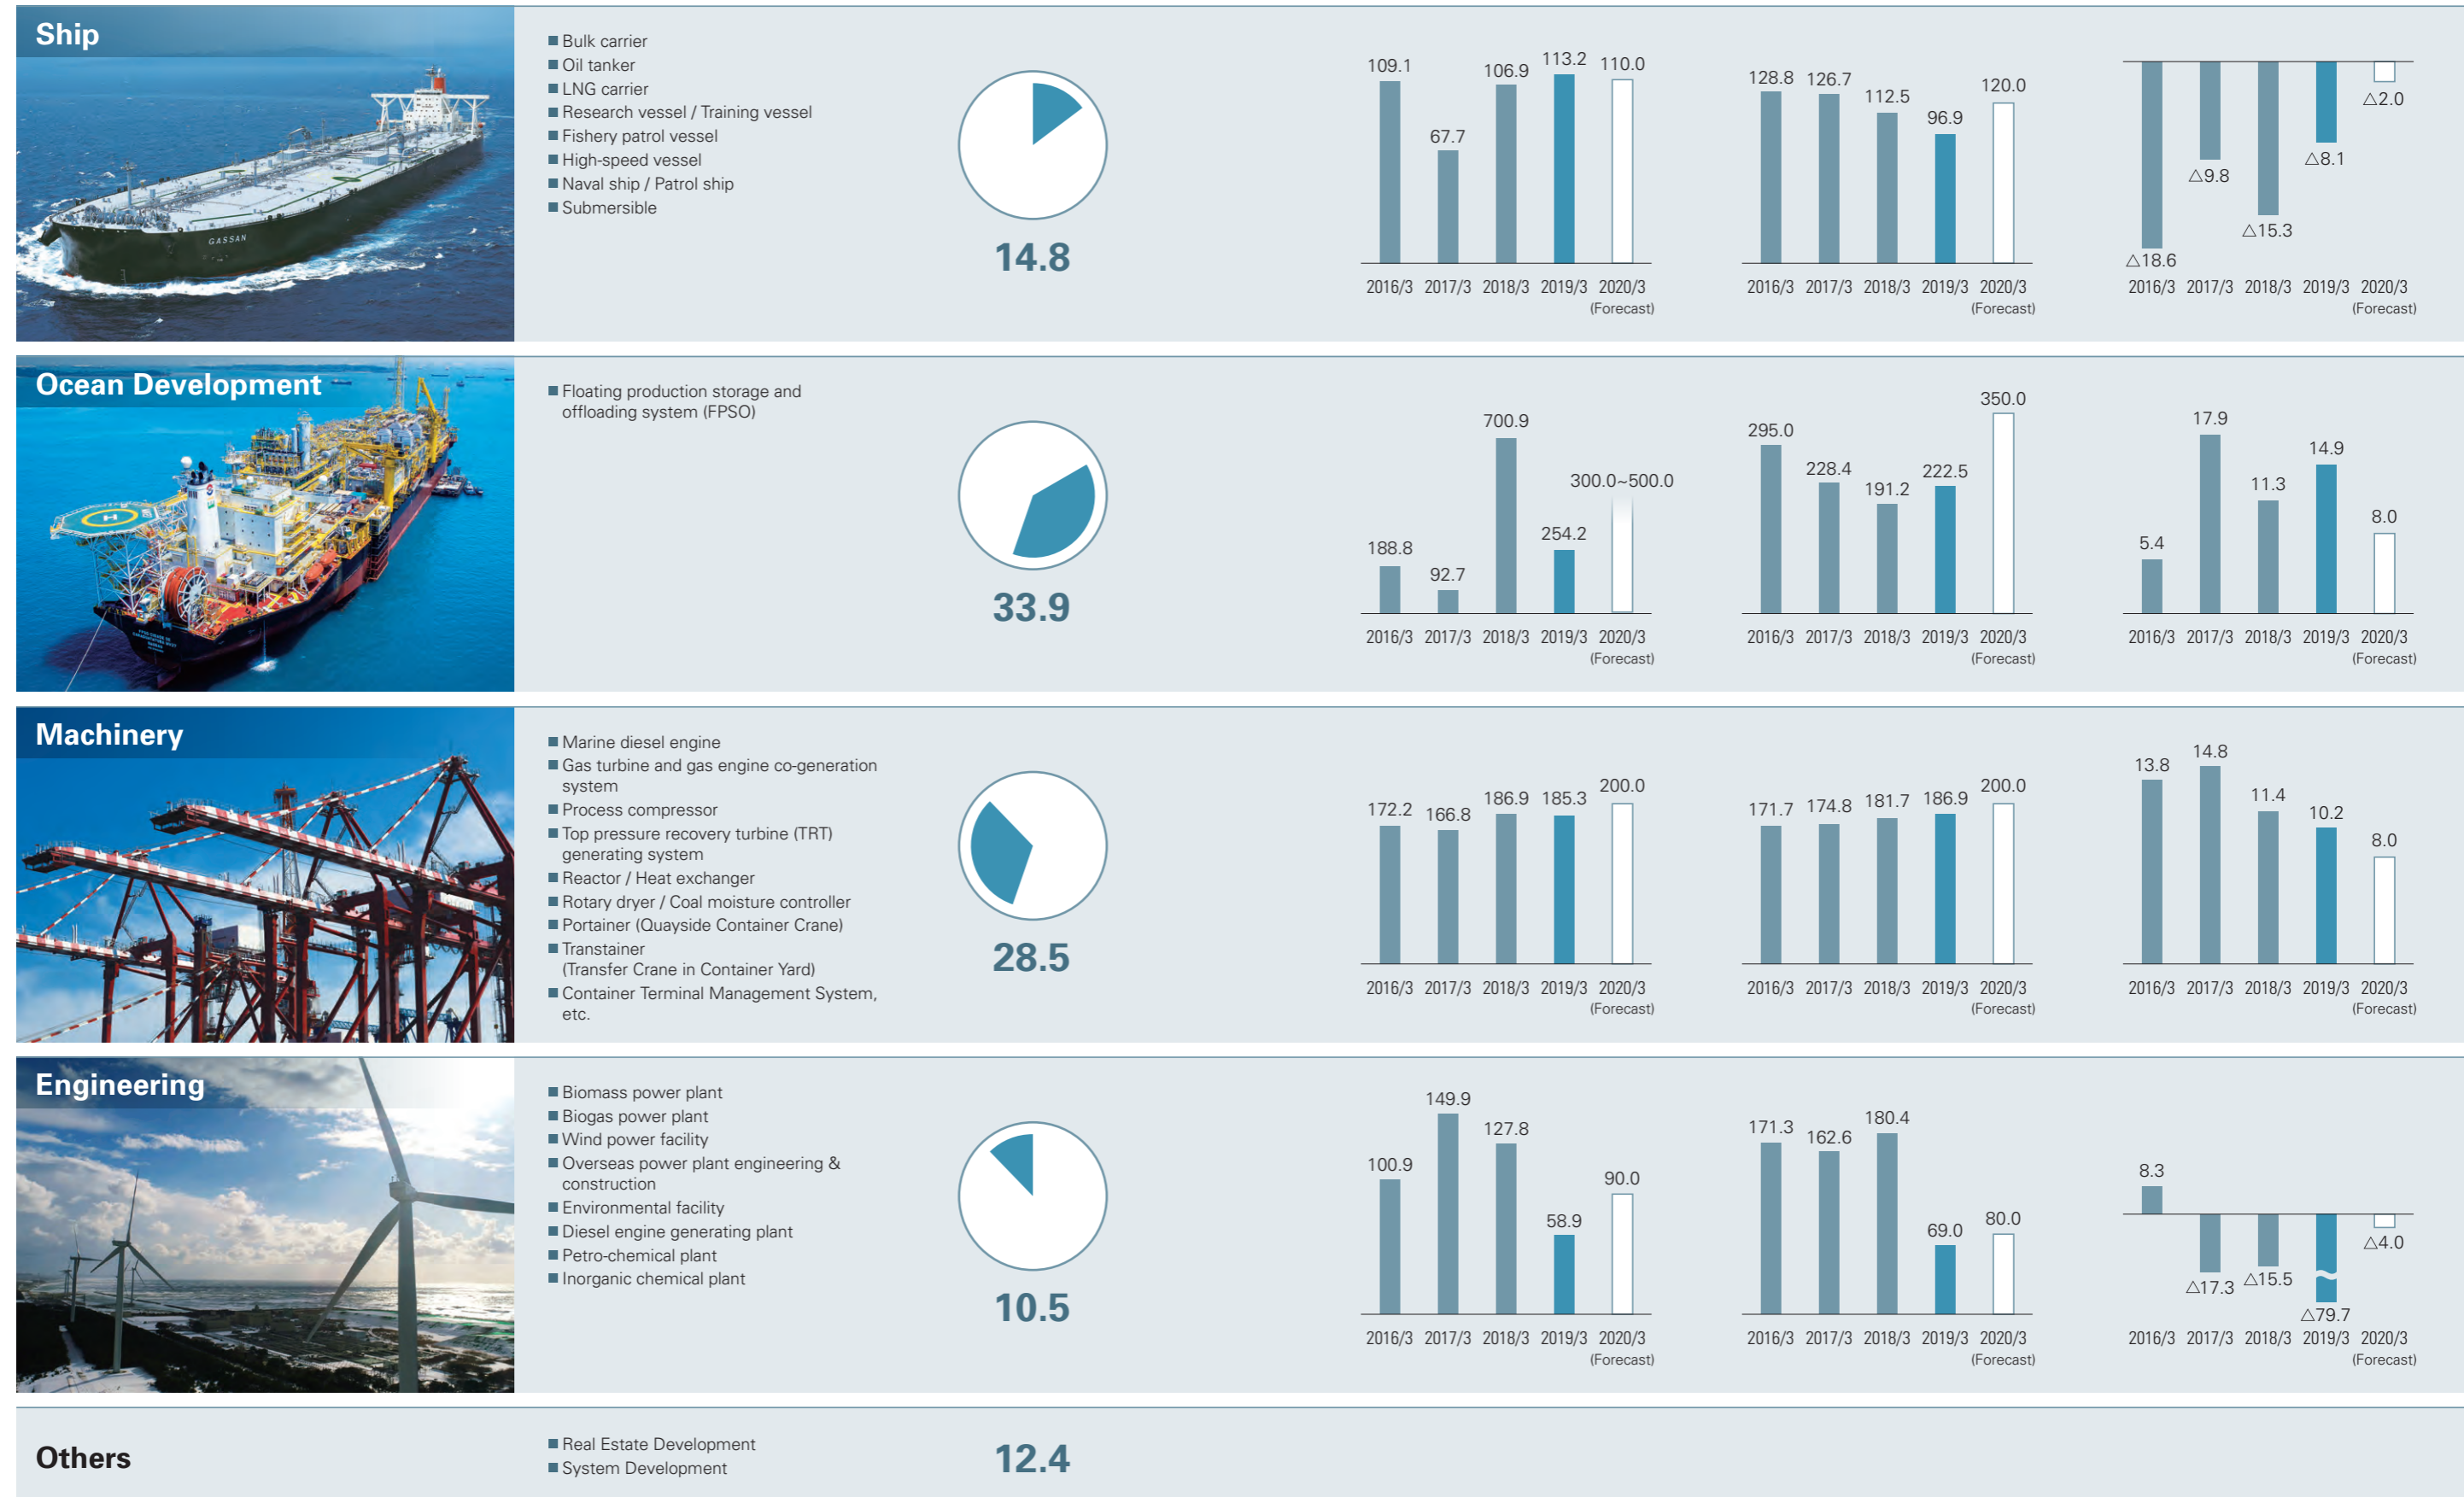 Ship
GASSAN
Bulk carrier
Oil tanker
LNG carrier
Research vessel / Training vessel
Fishery patrol vessel
High-speed vessel
Naval ship / Patrol ship
Submersible
14.8
109.1 67.7 106.9 113.2 110.0
2016/3 2017/3 2018/3 2019/3 2020/3
(Forecast)
128.8 126.7 112.5 96.9 120.0
2016/3 2017/3 2018/3 2019/3 2020/3
(Forecast)
△18.6 △9.8 △15.3 △8.1 △2.0
2016/3 2017/3 2018/3 2019/3 2020/3
(Forecast)
Ocean Development
Floating production storage and
offloading system (FPSO)
33.9
188.8 92.7 700.9 254.2 300.0~500.0
2016/3 2017/3 2018/3 2019/3 2020/3
(Forecast)
295.0 228.4 191.2 222.5 350.0
2016/3 2017/3 2018/3 2019/3 2020/3
(Forecast)
5.4 17.9 11.3 14.9 8.0
2016/3 2017/3 2018/3 2019/3 2020/3
(Forecast)
Machinery
Marine diesel engine
Gas turbine and gas engine co-generation
system
Process compressor
Top pressure recovery turbine (TRT)
generating system
Reactor / Heat exchanger
Rotary dryer / Coal moisture controller
Portainer (Quayside Container Crane)
Transtainer
(Transfer Crane in Container Yard)
Container Terminal Management System,
etc.
28.5
172.2 166.8 186.9 185.3 200.0
2016/3 2017/3 2018/3 2019/3 2020/3
(Forecast)
171.7 174.8 181.7 186.9 200.0
2016/3 2017/3 2018/3 2019/3 2020/3
(Forecast)
13.8 14.8 11.4 10.2 8.0
2016/3 2017/3 2018/3 2019/3 2020/3
(Forecast)
Engineering
Biomass power plant
Biogas power plant
Wind power facility
Overseas power plant engineering &
construction
Environmental facility
Diesel engine generating plant
Petro-chemical plant
Inorganic chemical plant
10.5
100.9 149.9 127.8 58.9 90.0
2016/3 2017/3 2018/3 2019/3 2020/3
(Forecast)
171.3 162.6 180.4 69.0 80.0
2016/3 2017/3 2018/3 2019/3 2020/3
(Forecast)
8.3 △17.3 △15.5 △79.7 △4.0
2016/3 2017/3 2018/3 2019/3 2020/3
(Forecast)
Others
Real Estate Development
System Development
12.4